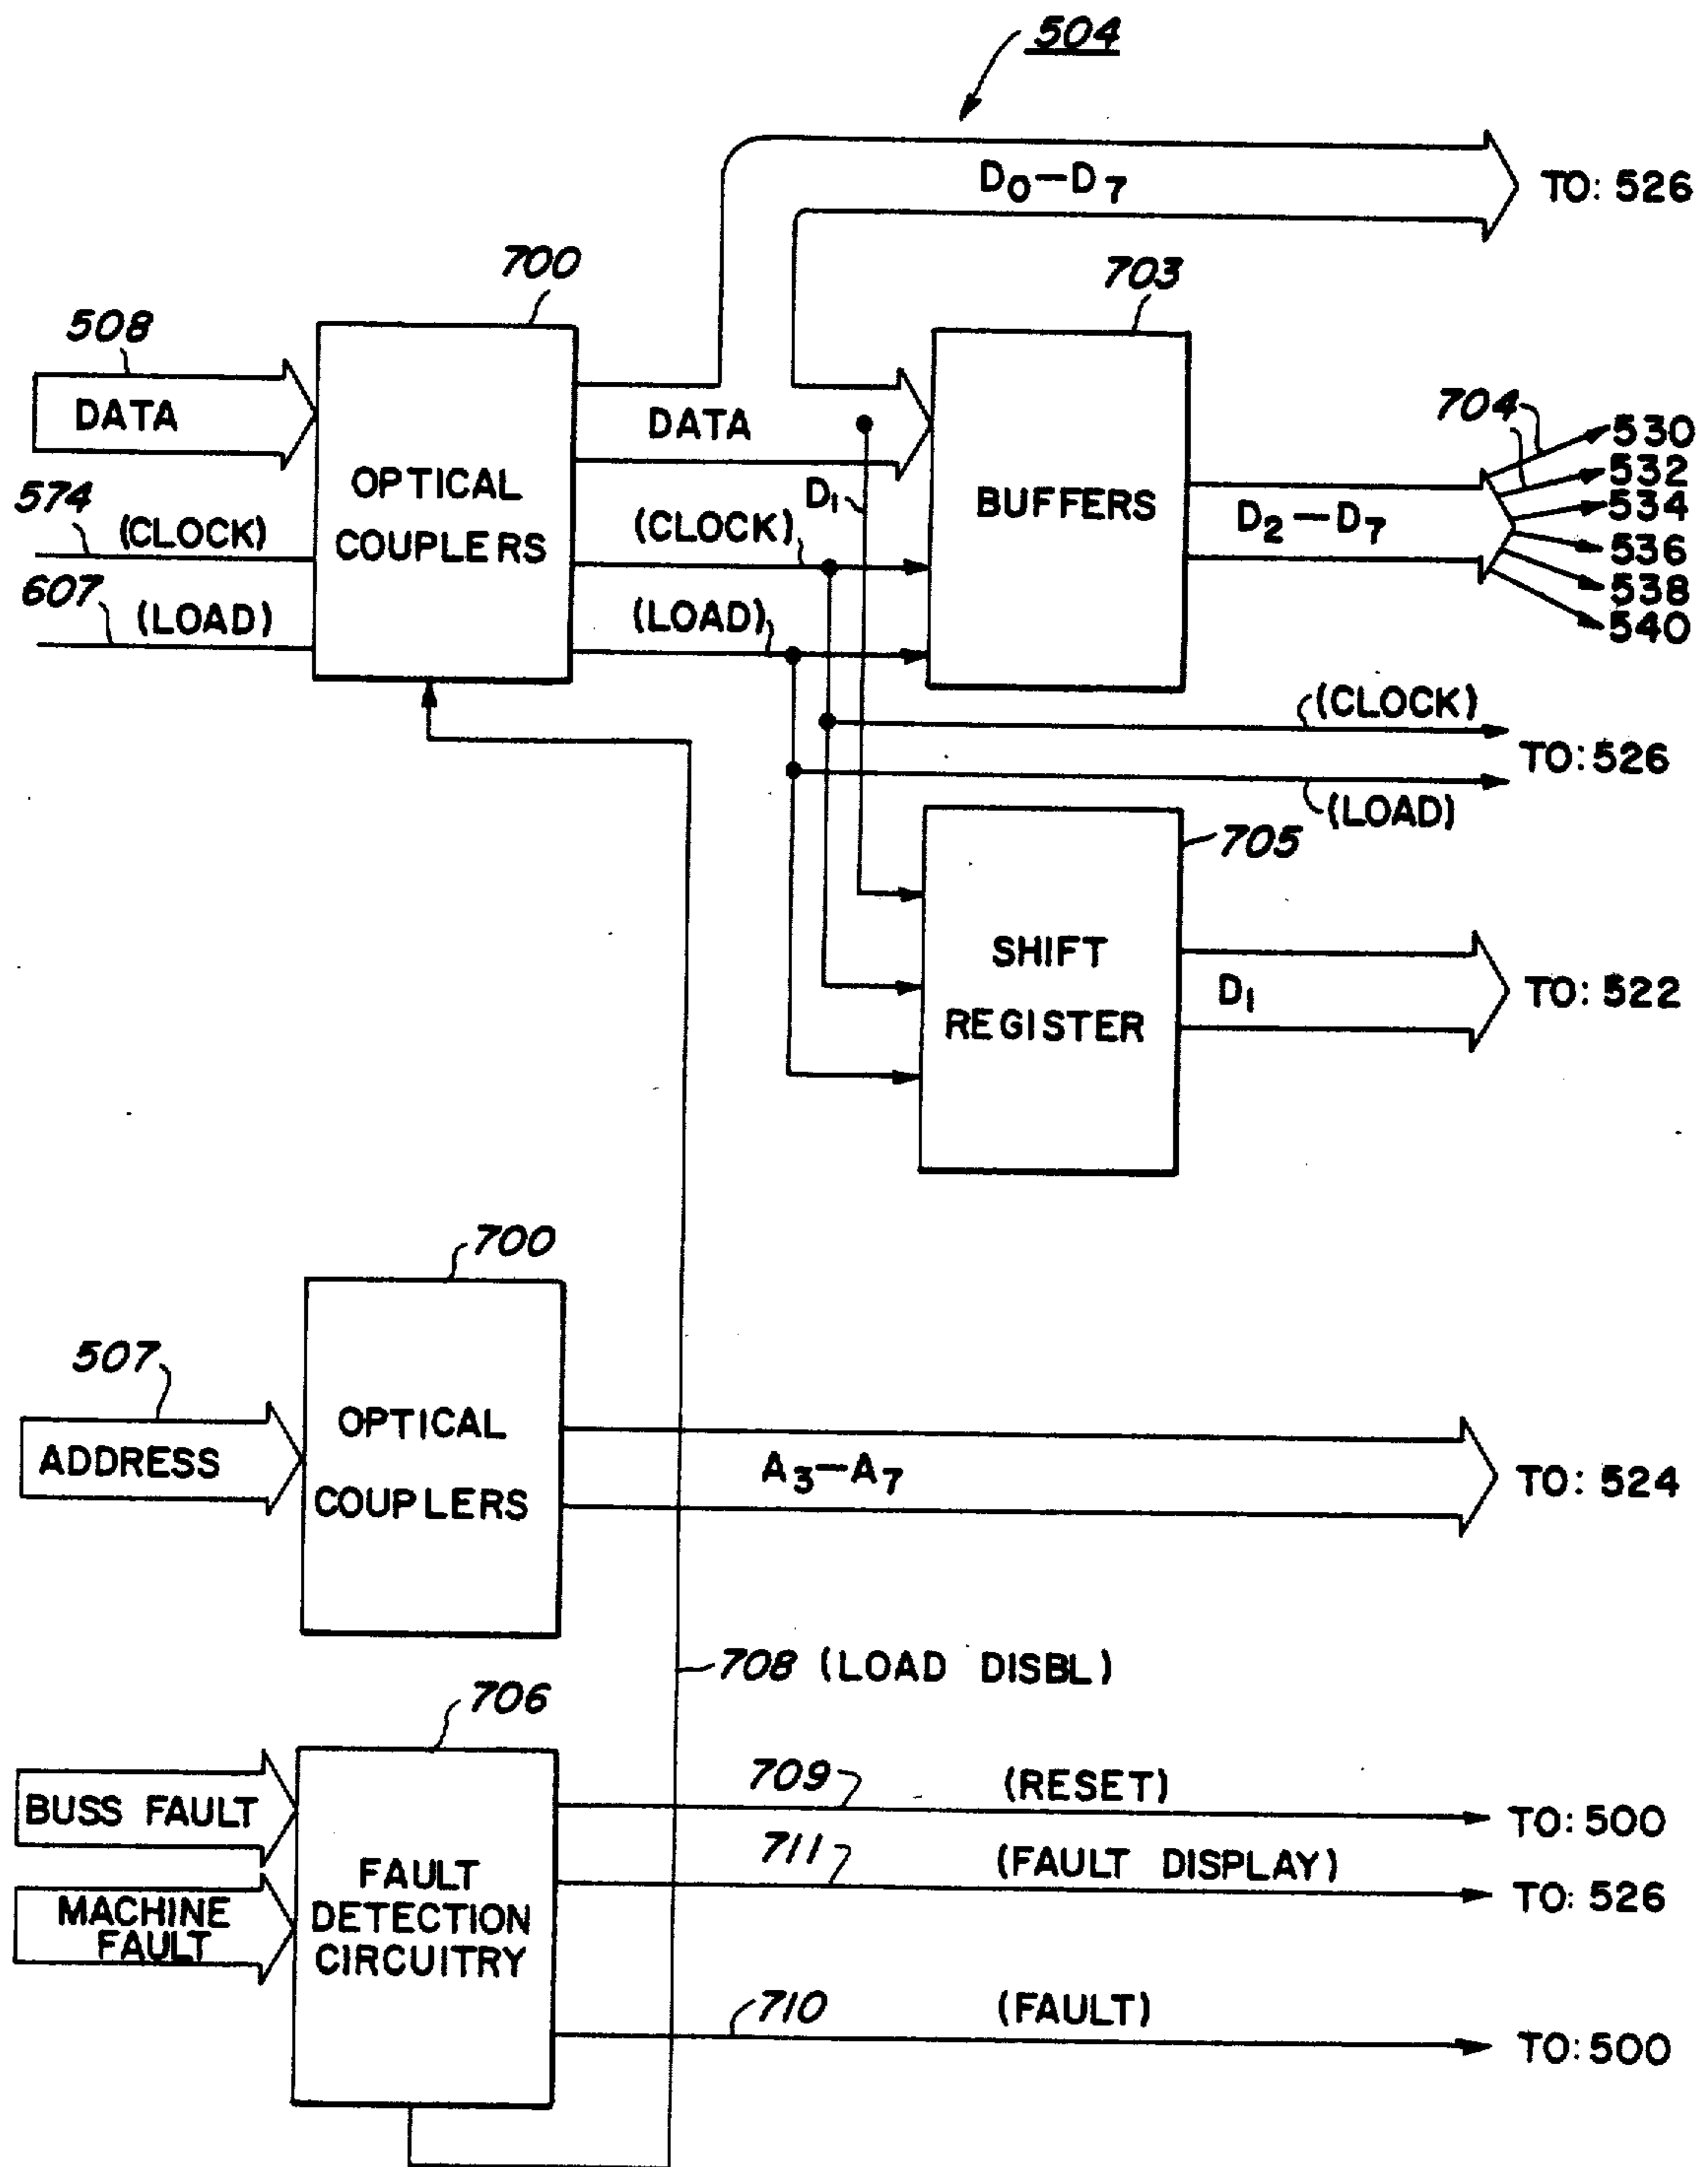 504
D0—D7
TO: 526
700
703
508
DATA
DATA
704
530
532
534
536
538
540
574
(CLOCK)
OPTICAL
COUPLERS
D1
(CLOCK)
BUFFERS
D2—D7
607
(LOAD)
(LOAD)
(CLOCK)
TO: 526
(LOAD)
705
SHIFT
REGISTER
D1
TO: 522
700
507
ADDRESS
OPTICAL
COUPLERS
A3—A7
TO: 524
708 (LOAD DISBL)
706
BUSS FAULT
709
(RESET)
TO: 500
711
(FAULT DISPLAY)
TO: 526
MACHINE
FAULT
FAULT
DETECTION
CIRCUITRY
710
(FAULT)
TO: 500